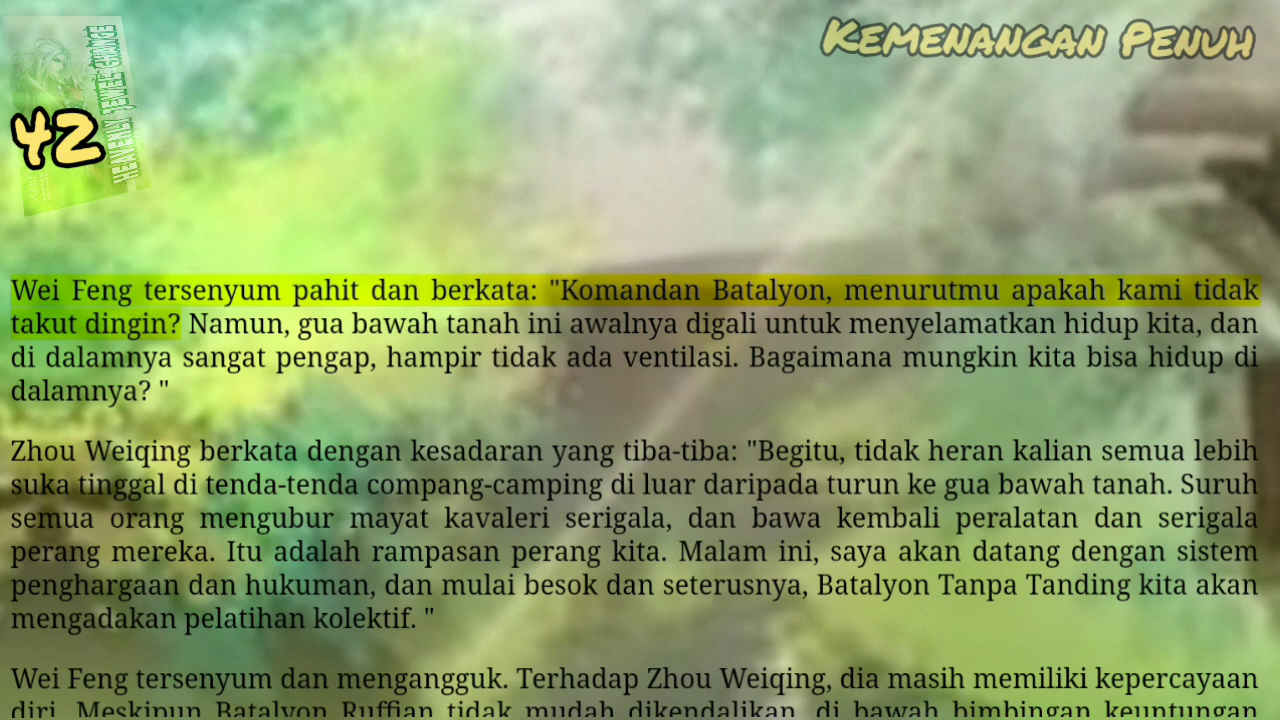 Kemenangan Penuh
HEAVENLY JEWEL CHANGE
42
Wei Feng tersenyum pahit dan berkata: "Komandan Batalyon, menurutmu apakah kami tidak
takut dingin? Namun, gua bawah tanah ini awalnya digali untuk menyelamatkan hidup kita, dan
di dalamnya sangat pengap, hampir tidak ada ventilasi. Bagaimana mungkin kita bisa hidup di
dalamnya? "
Zhou Weiqing berkata dengan kesadaran yang tiba-tiba: "Begitu, tidak heran kalian semua lebih
suka tinggal di tenda-tenda compang-camping di luar daripada turun ke gua bawah tanah. Suruh
semua orang mengubur mayat kavaleri serigala, dan bawa kembali peralatan dan serigala
perang mereka. Itu adalah rampasan perang kita. Malam ini, saya akan datang dengan sistem
penghargaan dan hukuman, dan mulai besok dan seterusnya, Batalyon Tanpa Tanding kita akan
mengadakan pelatihan kolektif. "
Wei Feng tersenyum dan mengangguk. Terhadap Zhou Weiqing, dia masih memiliki kepercayaan
diri. Meskipun Batalyon Ruffian tidak mudah dikendalikan, di bawah bimbingan keuntungan